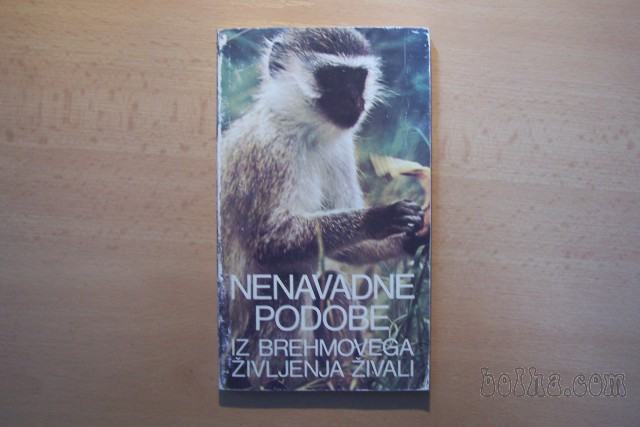 NENAVADNE
PODOBE
IZ BREHMOVEGA
ŽIVLJENJA ŽIVALI
bolha.com